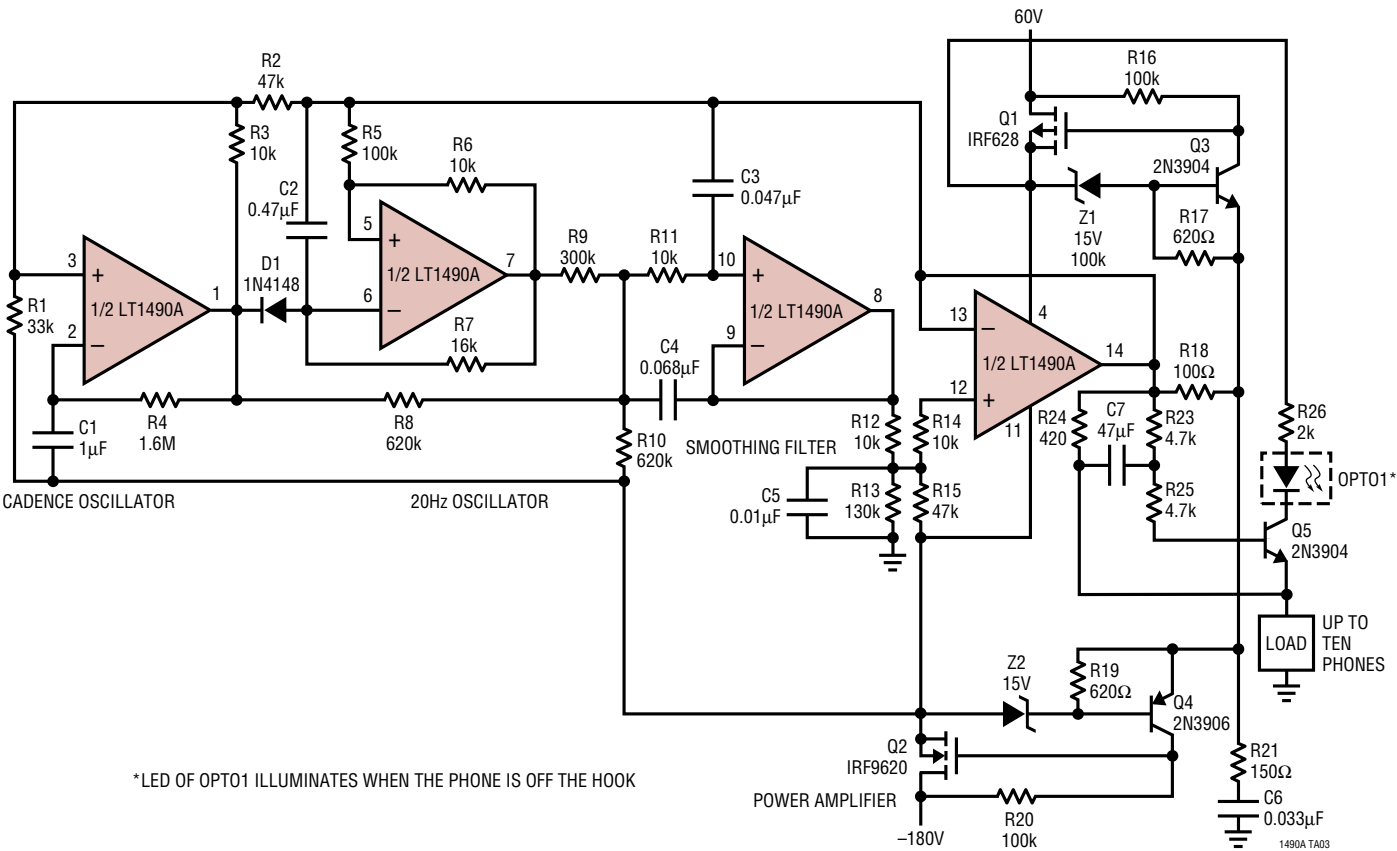 60V
R2
47k
R16
100k
R3
10k
R5
100k
R6
10k
Q1
IRF628
Q3
2N3904
C2
0.47µF
C3
0.047µF
Z1
15V
100k
R17
620Ω
5
+
1/2 LT1490A
6
–
7
R9
300k
R11
10k
10
+
1/2 LT1490A
9
–
8
3
+
1/2 LT1490A
2
–
1
D1
1N4148
R1
33k
R7
16k
C4
0.068µF
4
13
–
1/2 LT1490A
14
12
+
11
R18
100Ω
C1
1µF
R4
1.6M
R8
620k
R10
620k
SMOOTHING FILTER
R12
10k
R14
10k
R24
420
C7
47µF
R23
4.7k
R26
2k
OPTO1*
CADENCE OSCILLATOR
20Hz OSCILLATOR
C5
0.01µF
R13
130k
R15
47k
R25
4.7k
Q5
2N3904
LOAD
UP TO
TEN
PHONES
Z2
15V
R19
620Ω
Q4
2N3906
Q2
IRF9620
R21
150Ω
*LED OF OPTO1 ILLUMINATES WHEN THE PHONE IS OFF THE HOOK
POWER AMPLIFIER
R20
100k
C6
0.033µF
–180V
1490A TA03